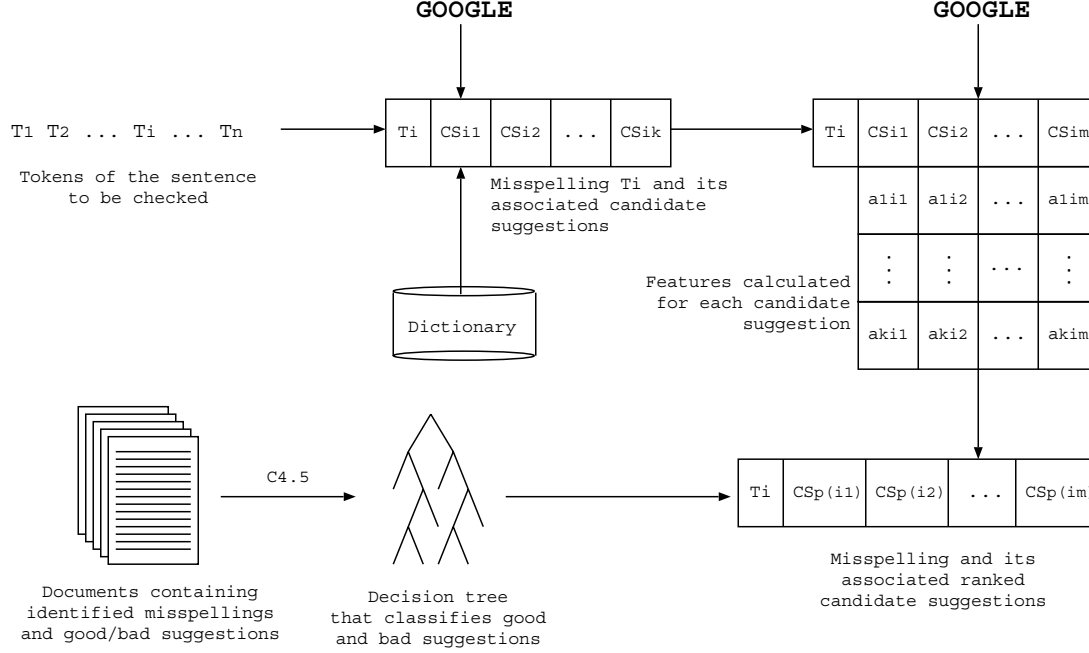 GOOGLE
GOOGLE
T1 T2 ... Ti ... Tn
Ti CSi1 CSi2 ... CSik
Ti CSi1 CSi2 ... CSim
Tokens of the sentence
to be checked
Misspelling Ti and its
associated candidate
suggestions
a1i1 a1i2 ... a1im
Features calculated
for each candidate
suggestion
...
aki1 aki2 ... akim
Dictionary
C4.5
Ti CSp(i1) CSp(i2) ... CSp(im)
Documents containing
identified misspellings
and good/bad suggestions
Decision tree
that classifies good
and bad suggestions
Misspelling and its
associated ranked
candidate suggestions